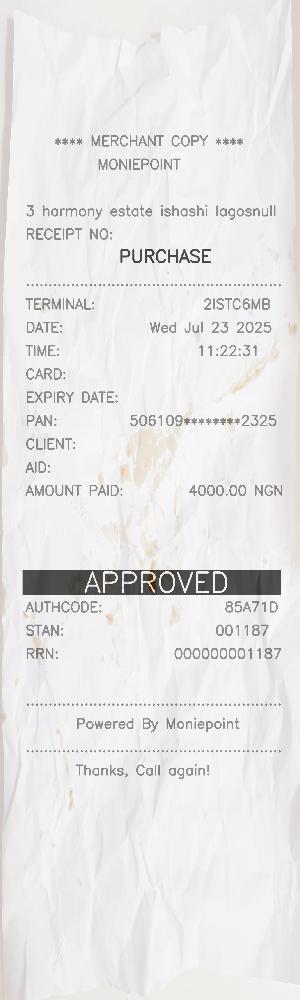 **** MERCHANT COPY ****
MONIEPOINT
3 harmony estate ishashi lagosnull
RECEIPT NO:
PURCHASE
TERMINAL: 2ISTC6MB
DATE: Wed Jul 23 2025
TIME: 11:22:31
CARD:
EXPIRY DATE:
PAN: 506109********2325
CLIENT:
AID:
AMOUNT PAID: 4000.00 NGN
APPROVED
AUTHCODE: 85A71D
STAN: 001187
RRN: 000000001187
Powered By Moniepoint
Thanks, Call again!